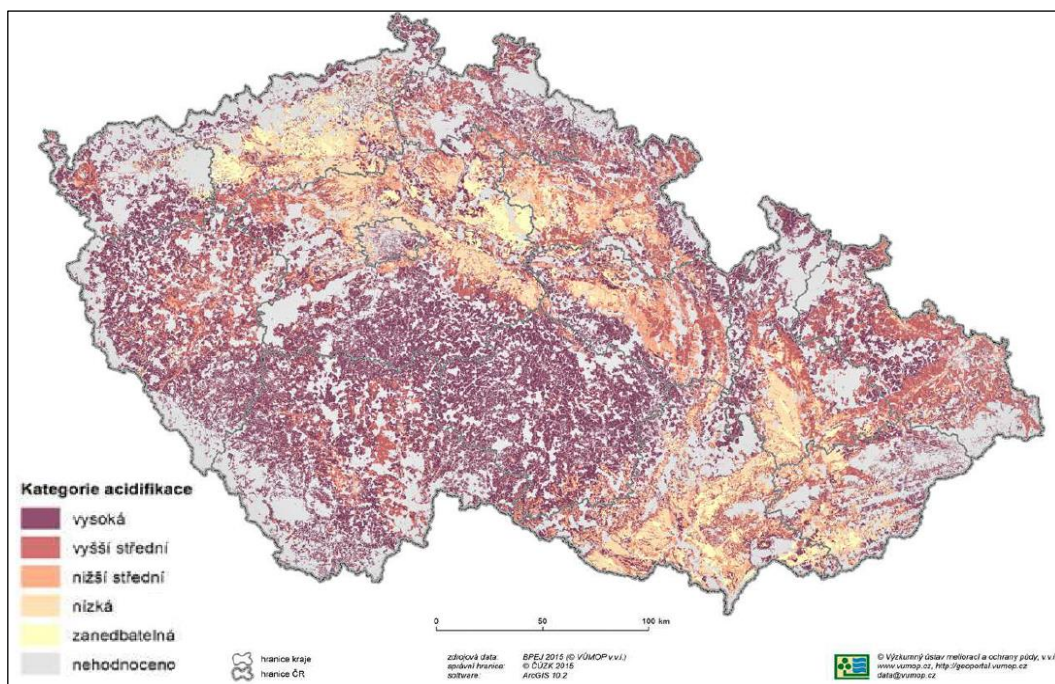 Kategorie acidifikace
vysoká
vyšší střední
nižší střední
nízká
zanedbatelná
nehodnoceno
hranice kraje
hranice ČR
0 50 100 km
zdrojová data: BPEJ 2015 (© VÚMOP v.v.i.)
správní hranice: © ČÚZK 2015
software: ArcGIS 10.2
© Výzkumný ústav meliorací a ochrany půdy, v.v.i.
www.vumop.cz, http://geoportal.vumop.cz
data@vumop.cz